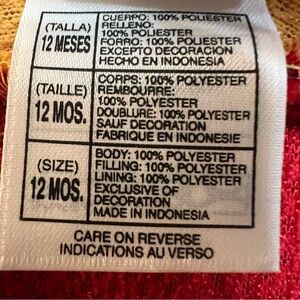 (TALLA)
12 MESES
CUERPO: 100% POLIESTER
RELLENO:
100% POLIESTER
FORRO: 100% POLIESTER
EXCEPTO DECORACION
HECHO EN INDONESIA
(TAILLE)
12 MOS.
CORPS: 100% POLYESTER
REMBOURRE:
100% POLYESTER
DOUBLURE: 100% POLYESTER
SAUF DECORATION
FABRIQUE EN INDONESIE
(SIZE)
12 MOS.
BODY: 100% POLYESTER
FILLING: 100% POLYESTER
LINING: 100% POLYESTER
EXCLUSIVE OF
DECORATION
MADE IN INDONESIA
CARE ON REVERSE
INDICATIONS AU VERSO